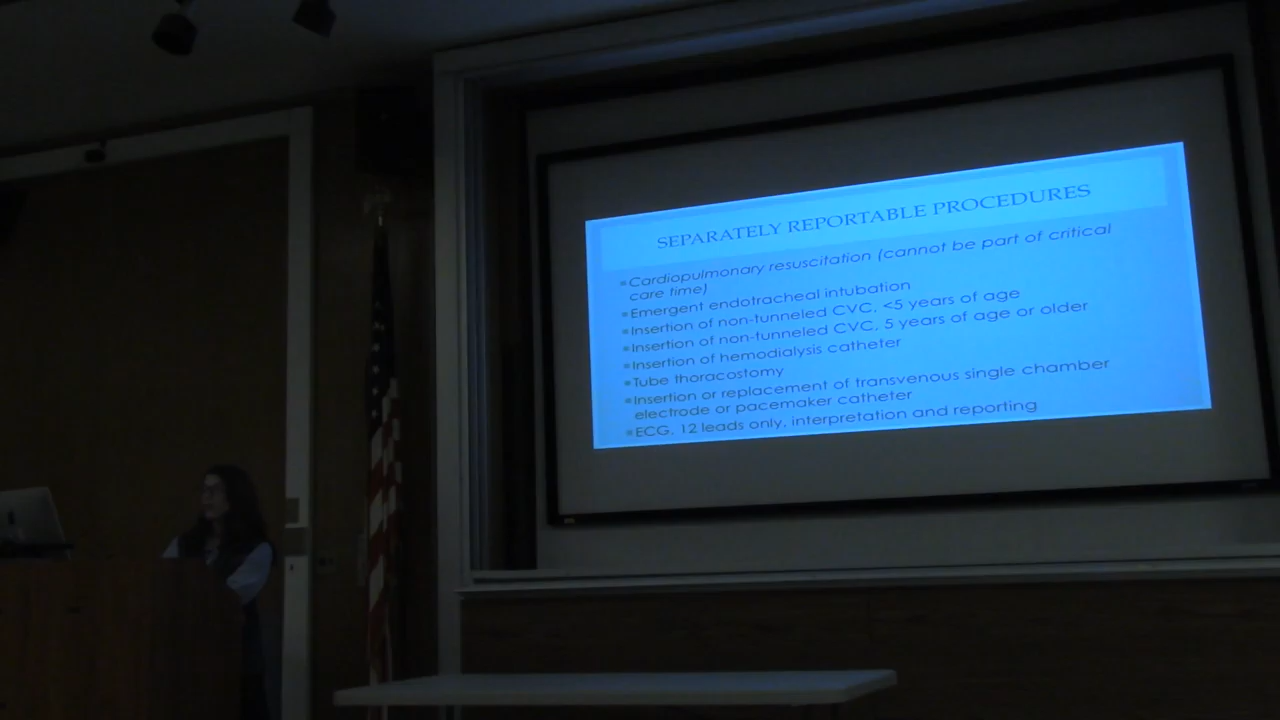 SEPARATELY REPORTABLE PROCEDURES
Cardiopulmonary resuscitation (cannot be part of critical
care time)
Emergent endotracheal intubation
Insertion of non-tunneled CVC, <5 years of age
Insertion of non-tunneled CVC, 5 years of age or older
Insertion of hemodialysis catheter
Tube thoracostomy
Insertion or replacement of transvenous single chamber
electrode or pacemaker catheter
ECG, 12 leads only, interpretation and reporting